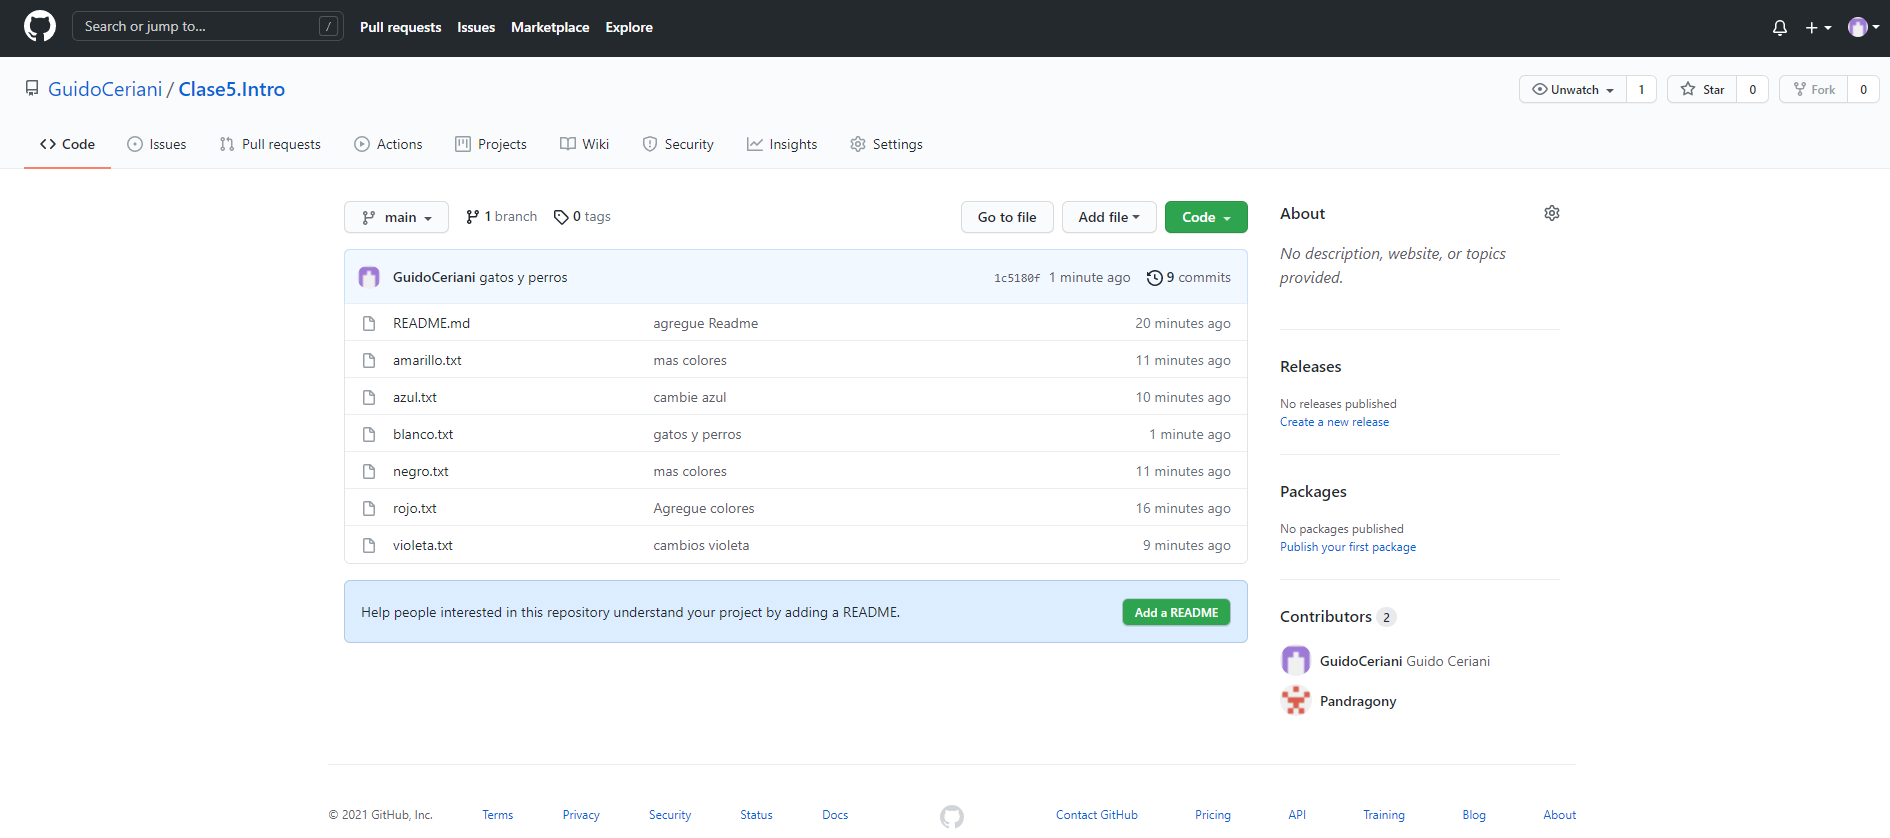 Search or jump to... /
Pull requests Issues Marketplace Explore
GuidoCeriani / Clase5.Intro
Unwatch 1 Star 0 Fork 0
Code Issues Pull requests Actions Projects Wiki Security Insights Settings
main 1 branch 0 tags Go to file Add file Code
GuidoCeriani gatos y perros 1c5180f 1 minute ago 9 commits
README.md agregue Readme 20 minutes ago
amarillo.txt mas colores 11 minutes ago
azul.txt cambie azul 10 minutes ago
blanco.txt gatos y perros 1 minute ago
negro.txt mas colores 11 minutes ago
rojo.txt Agregue colores 16 minutes ago
violeta.txt cambios violeta 9 minutes ago
Help people interested in this repository understand your project by adding a README. Add a README
About
No description, website, or topics
provided.
Releases
No releases published
Create a new release
Packages
No packages published
Publish your first package
Contributors 2
GuidoCeriani Guido Ceriani
Pandragony
© 2021 GitHub, Inc. Terms Privacy Security Status Docs Contact GitHub Pricing API Training Blog About